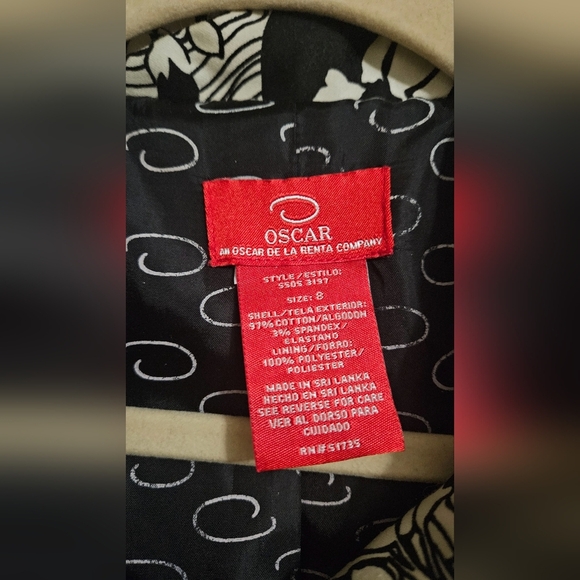 OSCAR
AN OSCAR DE LA RENTA COMPANY
STYLE/ESTILO:
SSOS 3197
SIZE: 8
SHELL/TELA EXTERIOR:
97% COTTON/ALGODON
3% SPANDEX/
ELASTANO
LINING/FORRO:
100% POLYESTER/
POLIESTER
MADE IN SRI LANKA
HECHO EN SRI LANKA
SEE REVERSE FOR CARE
VER AL DORSO PARA
CUIDADO
RN#51735